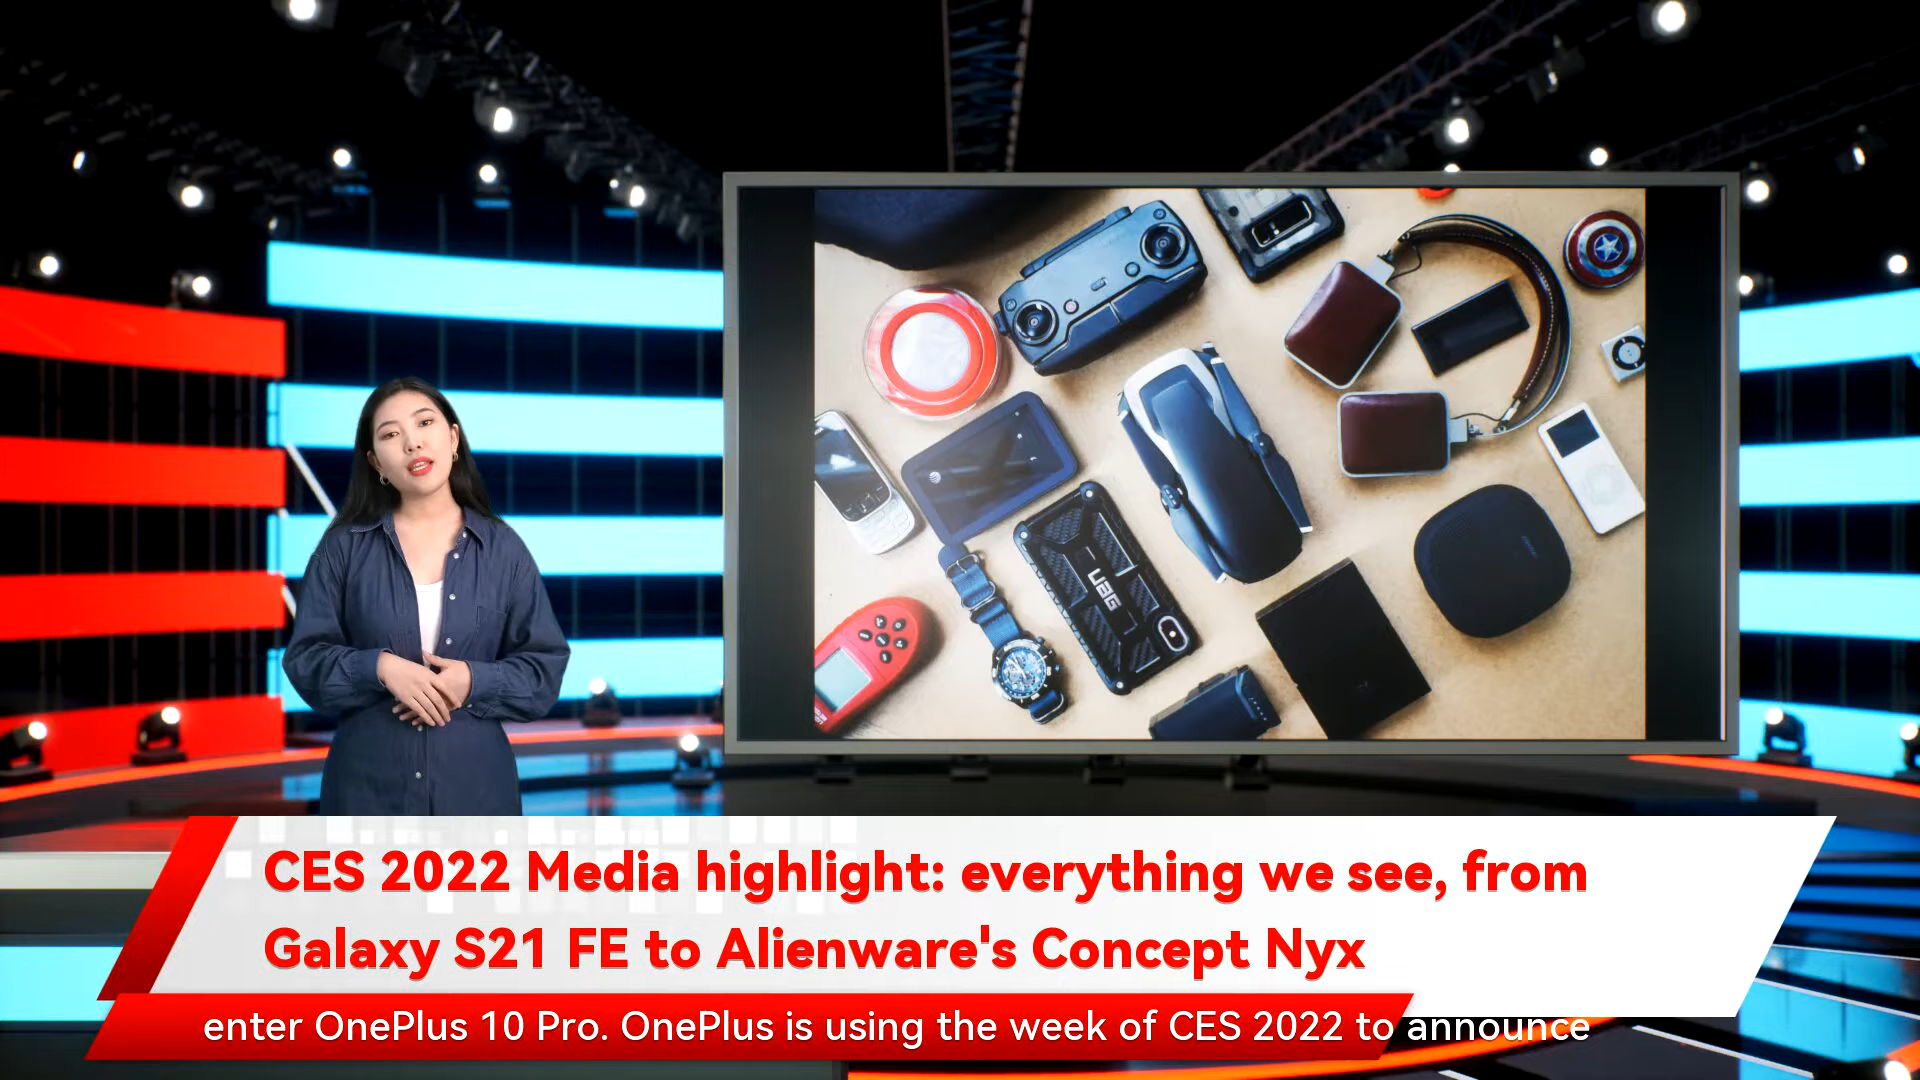 UAG
CES 2022 Media highlight: everything we see, from
Galaxy S21 FE to Alienware's Concept Nyx
enter OnePlus 10 Pro. OnePlus is using the week of CES 2022 to announce